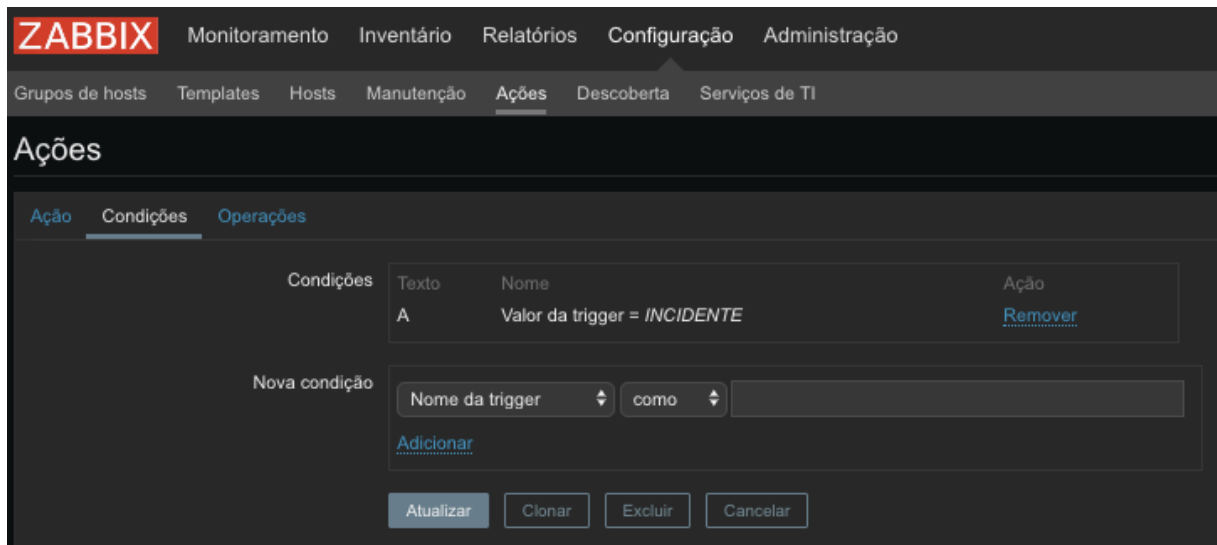 ZABBIX Monitoramento Inventário Relatórios Configuração Administração
Grupos de hosts Templates Hosts Manutenção Ações Descoberta Serviços de TI
Ações
Ação Condições Operações
Condições Texto Nome Ação
A Valor da trigger = INCIDENTE Remover
Nova condição
Nome da trigger como
Adicionar
Atualizar Clonar Excluir Cancelar